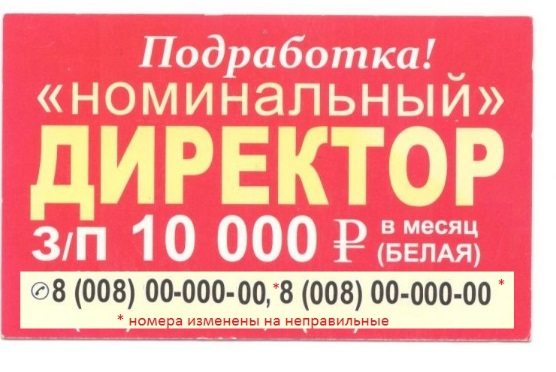 Подработка!
«номинальный»
ДИРЕКТОР
З/П 10 000 ₽ в месяц
(БЕЛАЯ)
✆8 (008) 00-000-00,*8 (008) 00-000-00 *
* номера изменены на неправильные